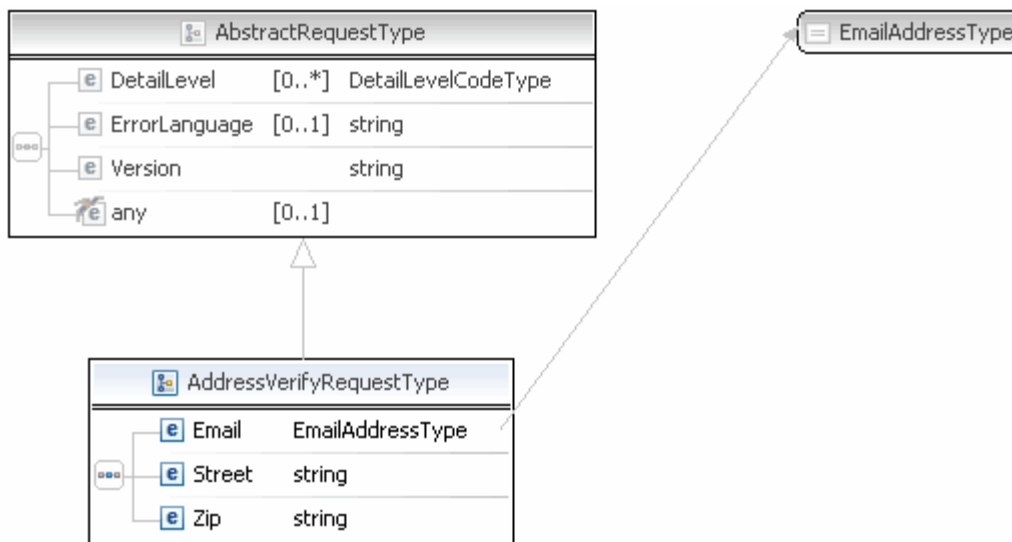 AbstractRequestType
e DetailLevel [0..*] DetailLevelCodeType
e ErrorLanguage [0..1] string
e Version string
e any [0..1]
EmailAddressType
AddressVerifyRequestType
e Email EmailAddressType
e Street string
e Zip string